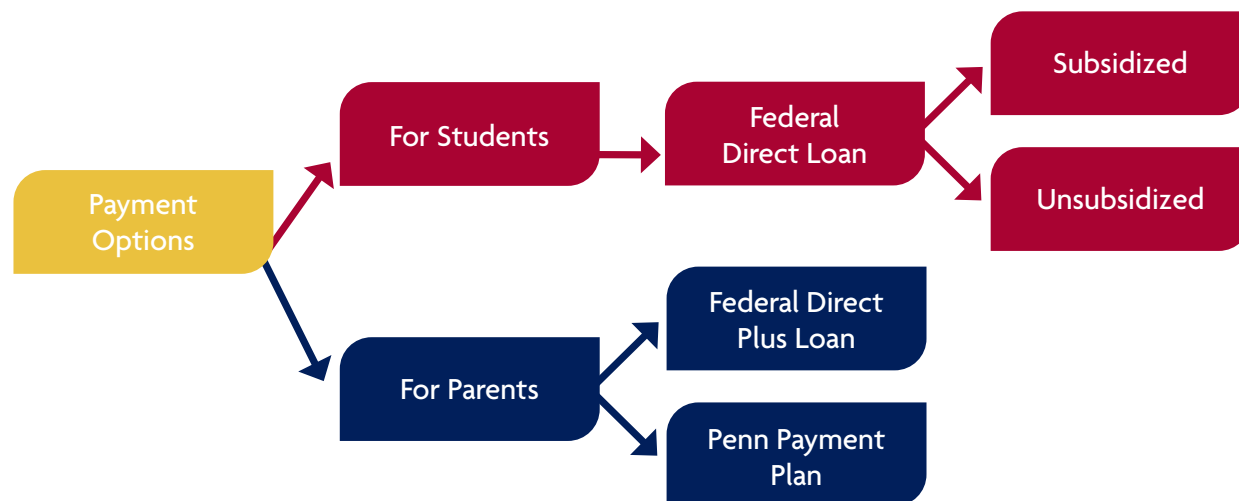 Payment
Options
For Students
Federal
Direct Loan
Subsidized
Unsubsidized
For Parents
Federal Direct
Plus Loan
Penn Payment
Plan